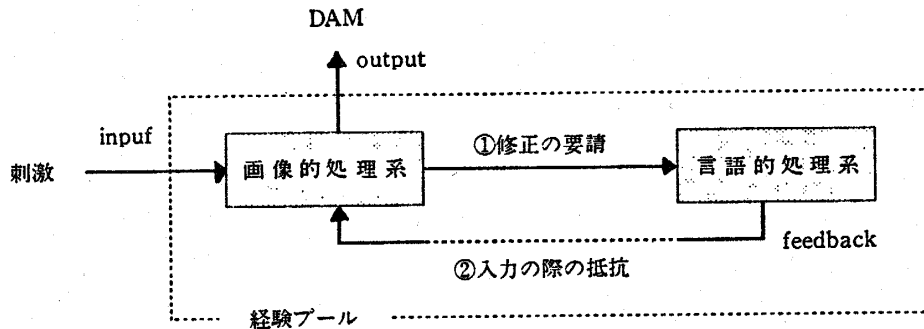 DAM
output
inpuf
刺激
画像的処理系
①修正の要請
言語的処理系
feedback
②入力の際の抵抗
経験プール